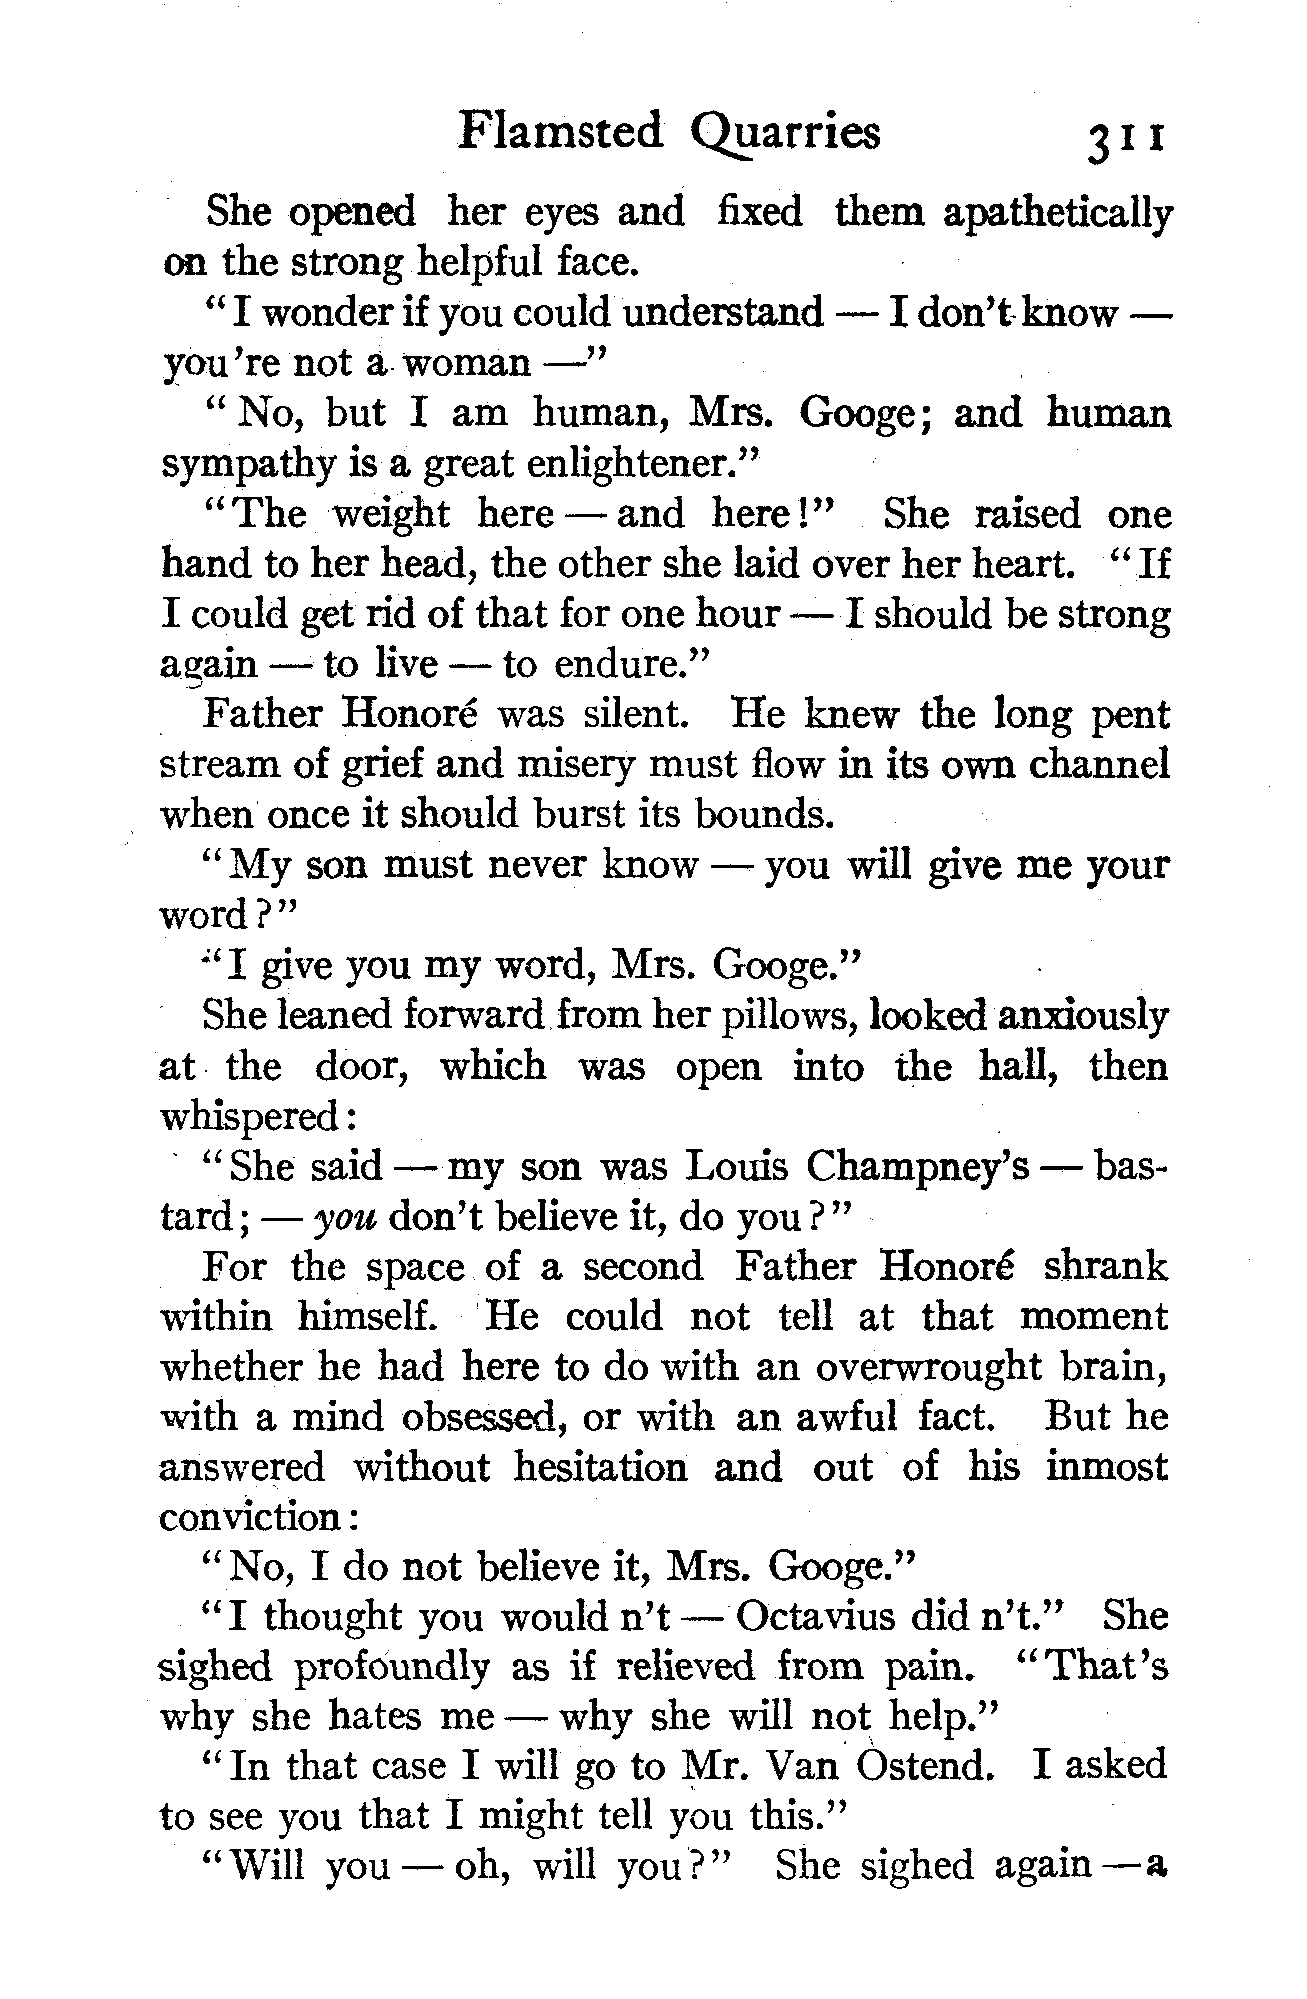 Flamsted Quarries 311
She opened her eyes and fixed them apathetically
on the strong helpful face.
"I wonder if you could understand — I don't know —
you're not a woman —"
"No, but I am human, Mrs. Googe; and human
sympathy is a great enlightener."
"The weight here — and here!" She raised one
hand to her head, the other she laid over her heart. "If
I could get rid of that for one hour — I should be strong
again — to live — to endure."
Father Honoré was silent. He knew the long pent
stream of grief and misery must flow in its own channel
when once it should burst its bounds.
"My son must never know — you will give me your
word?"
"I give you my word, Mrs. Googe."
She leaned forward from her pillows, looked anxiously
at the door, which was open into the hall, then
whispered:
"She said — my son was Louis Champney's — bas-
tard; — you don't believe it, do you?"
For the space of a second Father Honoré shrank
within himself. He could not tell at that moment
whether he had here to do with an overwrought brain,
with a mind obsessed, or with an awful fact. But he
answered without hesitation and out of his inmost
conviction:
"No, I do not believe it, Mrs. Googe."
"I thought you would n't — Octavius did n't." She
sighed profoundly as if relieved from pain. "That's
why she hates me — why she will not help."
"In that case I will go to Mr. Van Ostend. I asked
to see you that I might tell you this."
"Will you — oh, will you?" She sighed again — a